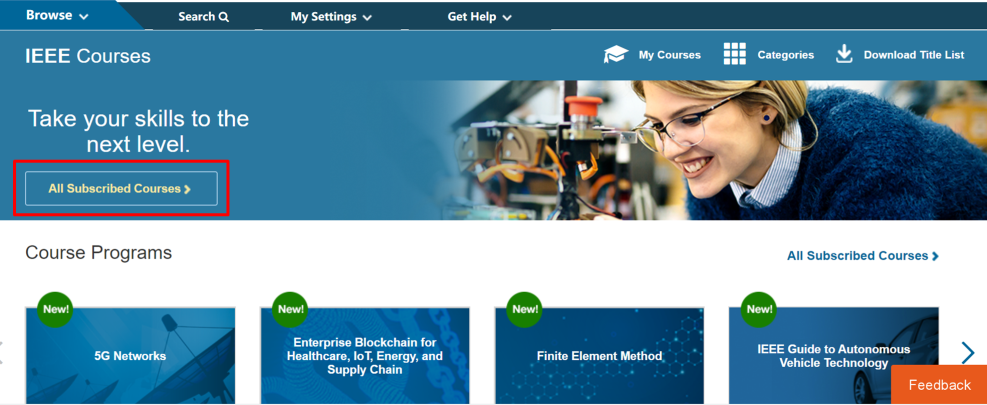 Browse
Search
My Settings
Get Help
IEEE Courses
My Courses
Categories
Download Title List
Take your skills to the
next level.
All Subscribed Courses
Course Programs
All Subscribed Courses
New!
New!
New!
New!
5G Networks
Enterprise Blockchain for
Healthcare, IoT, Energy, and
Supply Chain
Finite Element Method
IEEE Guide to Autonomous
Vehicle Technology
Feedback